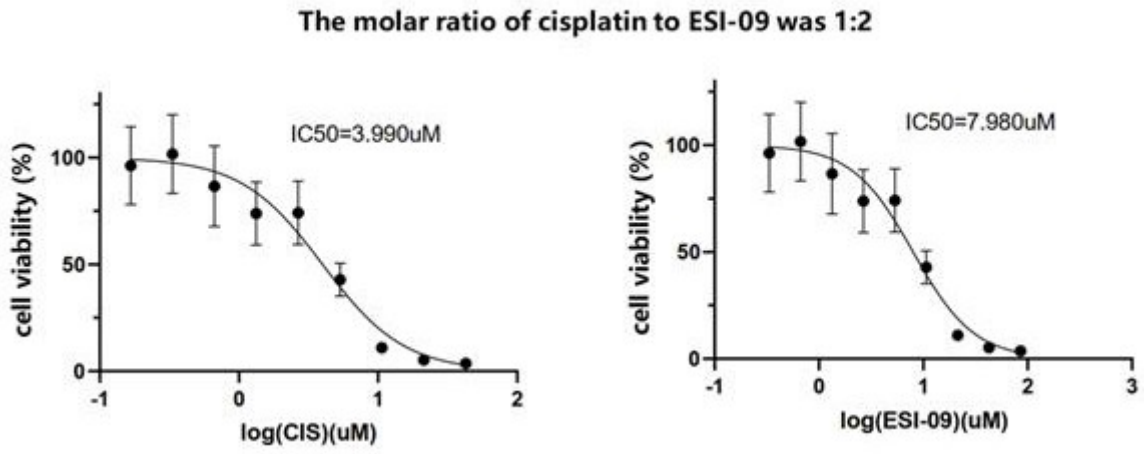 The molar ratio of cisplatin to ESI-09 was 1:2
IC50=3.990uM
cell viability (%)
100
50
0
-1
0
1
2
log(CIS)(uM)
IC50=7.980uM
cell viability (%)
100
50
0
-1
0
1
2
3
log(ESI-09)(uM)